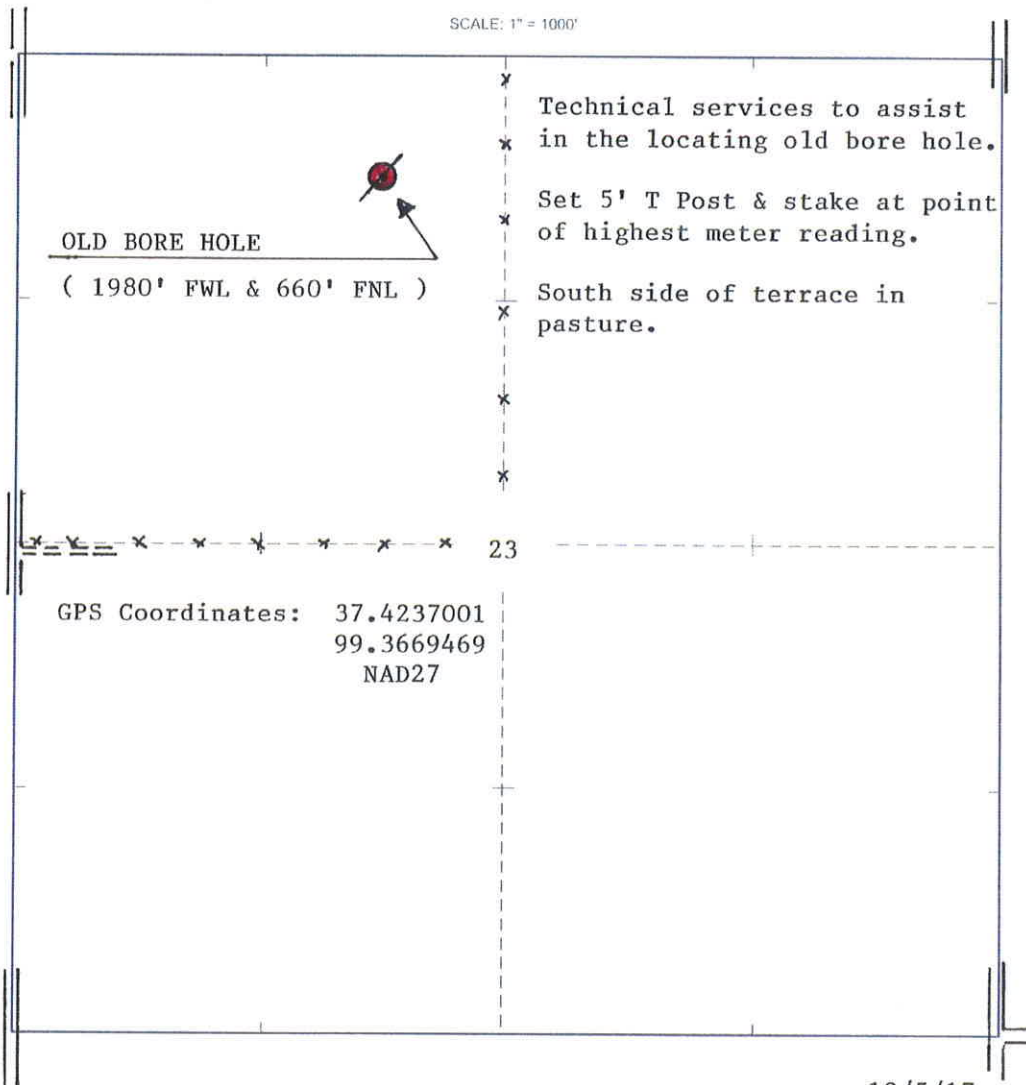 SCALE: 1" = 1000'
Technical services to assist
in the locating old bore hole.
Set 5' T Post & stake at point
of highest meter reading.
South side of terrace in
pasture.
OLD BORE HOLE
( 1980' FWL & 660' FNL )
23
GPS Coordinates: 37.4237001
99.3669469
NAD27